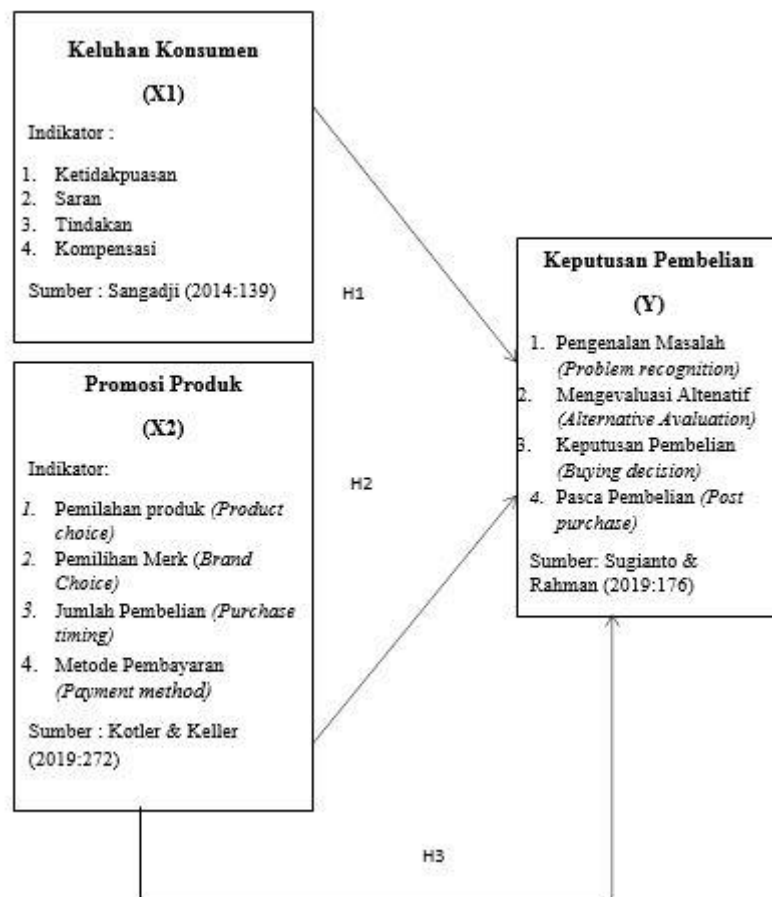 Keluhan Konsumen
(X1)
Indikator :
1. Ketidakpuasan
2. Saran
3. Tindakan
4. Kompensasi
Sumber : Sangadji (2014:139)
H1
Promosi Produk
(X2)
Indikator:
1. Pemilahan produk (Product
choice)
2. Pemilihan Merk (Brand
Choice)
3. Jumlah Pembelian (Purchase
timing)
4. Metode Pembayaran
(Payment method)
Sumber : Kotler & Keller
(2019:272)
H2
Keputusan Pembelian
(Y)
1. Pengenalan Masalah
(Problem recognition)
2. Mengevaluasi Altenatif
(Alternative Avaluation)
3. Keputusan Pembelian
(Buying decision)
4. Pasca Pembelian (Post
purchase)
Sumber: Sugianto &
Rahman (2019:176)
H3